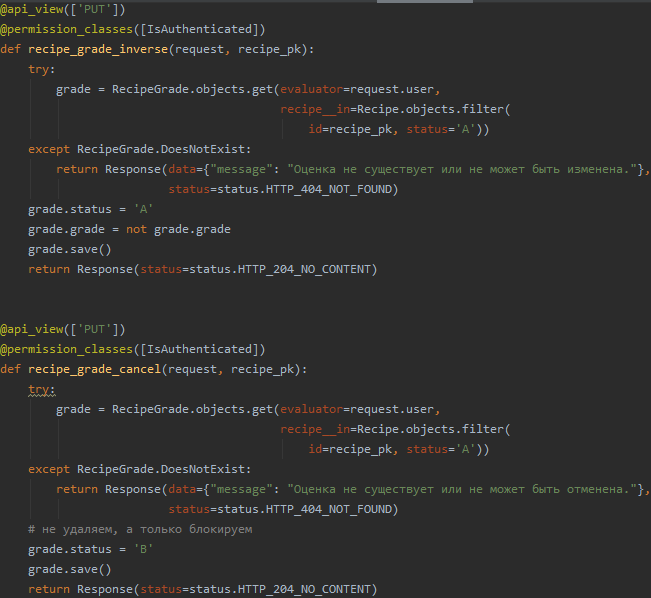 @api_view(['PUT'])
@permission_classes([IsAuthenticated])
def recipe_grade_inverse(request, recipe_pk):
    try:
        grade = RecipeGrade.objects.get(evaluator=request.user,
                                        recipe__in=Recipe.objects.filter(
                                            id=recipe_pk, status='A'))
    except RecipeGrade.DoesNotExist:
        return Response(data={"message": "Оценка не существует или не может быть изменена."},
                        status=status.HTTP_404_NOT_FOUND)
    grade.status = 'A'
    grade.grade = not grade.grade
    grade.save()
    return Response(status=status.HTTP_204_NO_CONTENT)
@api_view(['PUT'])
@permission_classes([IsAuthenticated])
def recipe_grade_cancel(request, recipe_pk):
    try:
        grade = RecipeGrade.objects.get(evaluator=request.user,
                                        recipe__in=Recipe.objects.filter(
                                            id=recipe_pk, status='A'))
    except RecipeGrade.DoesNotExist:
        return Response(data={"message": "Оценка не существует или не может быть отменена."},
                        status=status.HTTP_404_NOT_FOUND)
    # не удаляем, а только блокируем
    grade.status = 'B'
    grade.save()
    return Response(status=status.HTTP_204_NO_CONTENT)